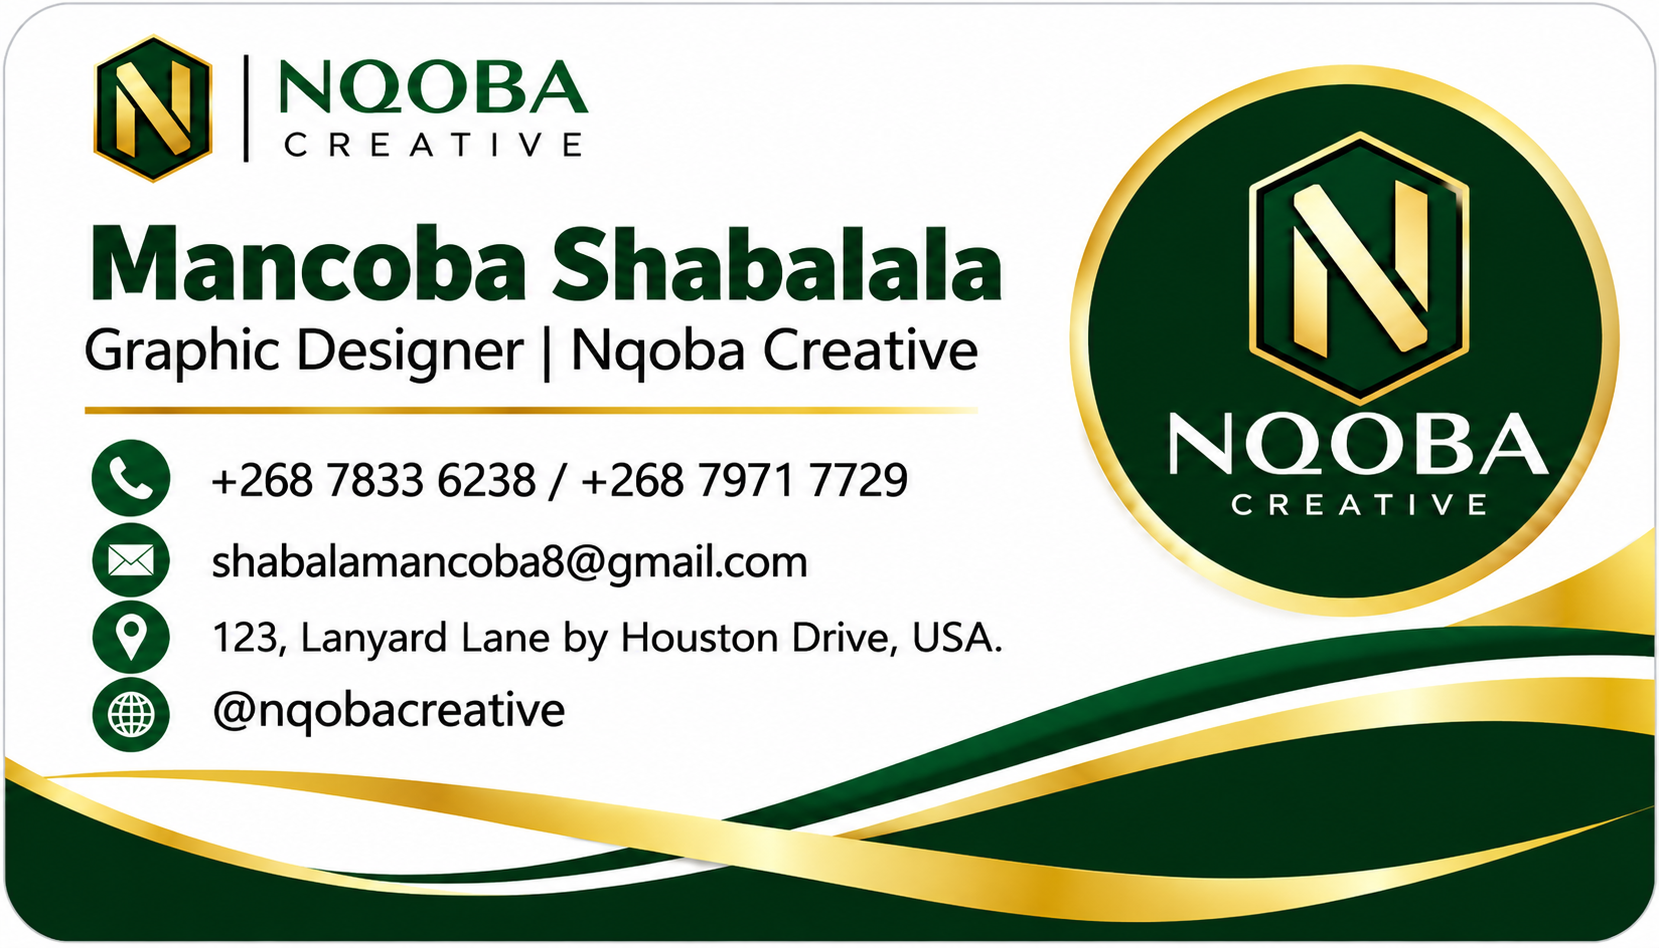 N
NQOBA
CREATIVE
Mancoba Shabalala
Graphic Designer | Nqoba Creative
+268 7833 6238 / +268 7971 7729
shabalamancoba8@gmail.com
123, Lanyard Lane by Houston Drive, USA.
@nqobacreative
N
NQOBA
CREATIVE